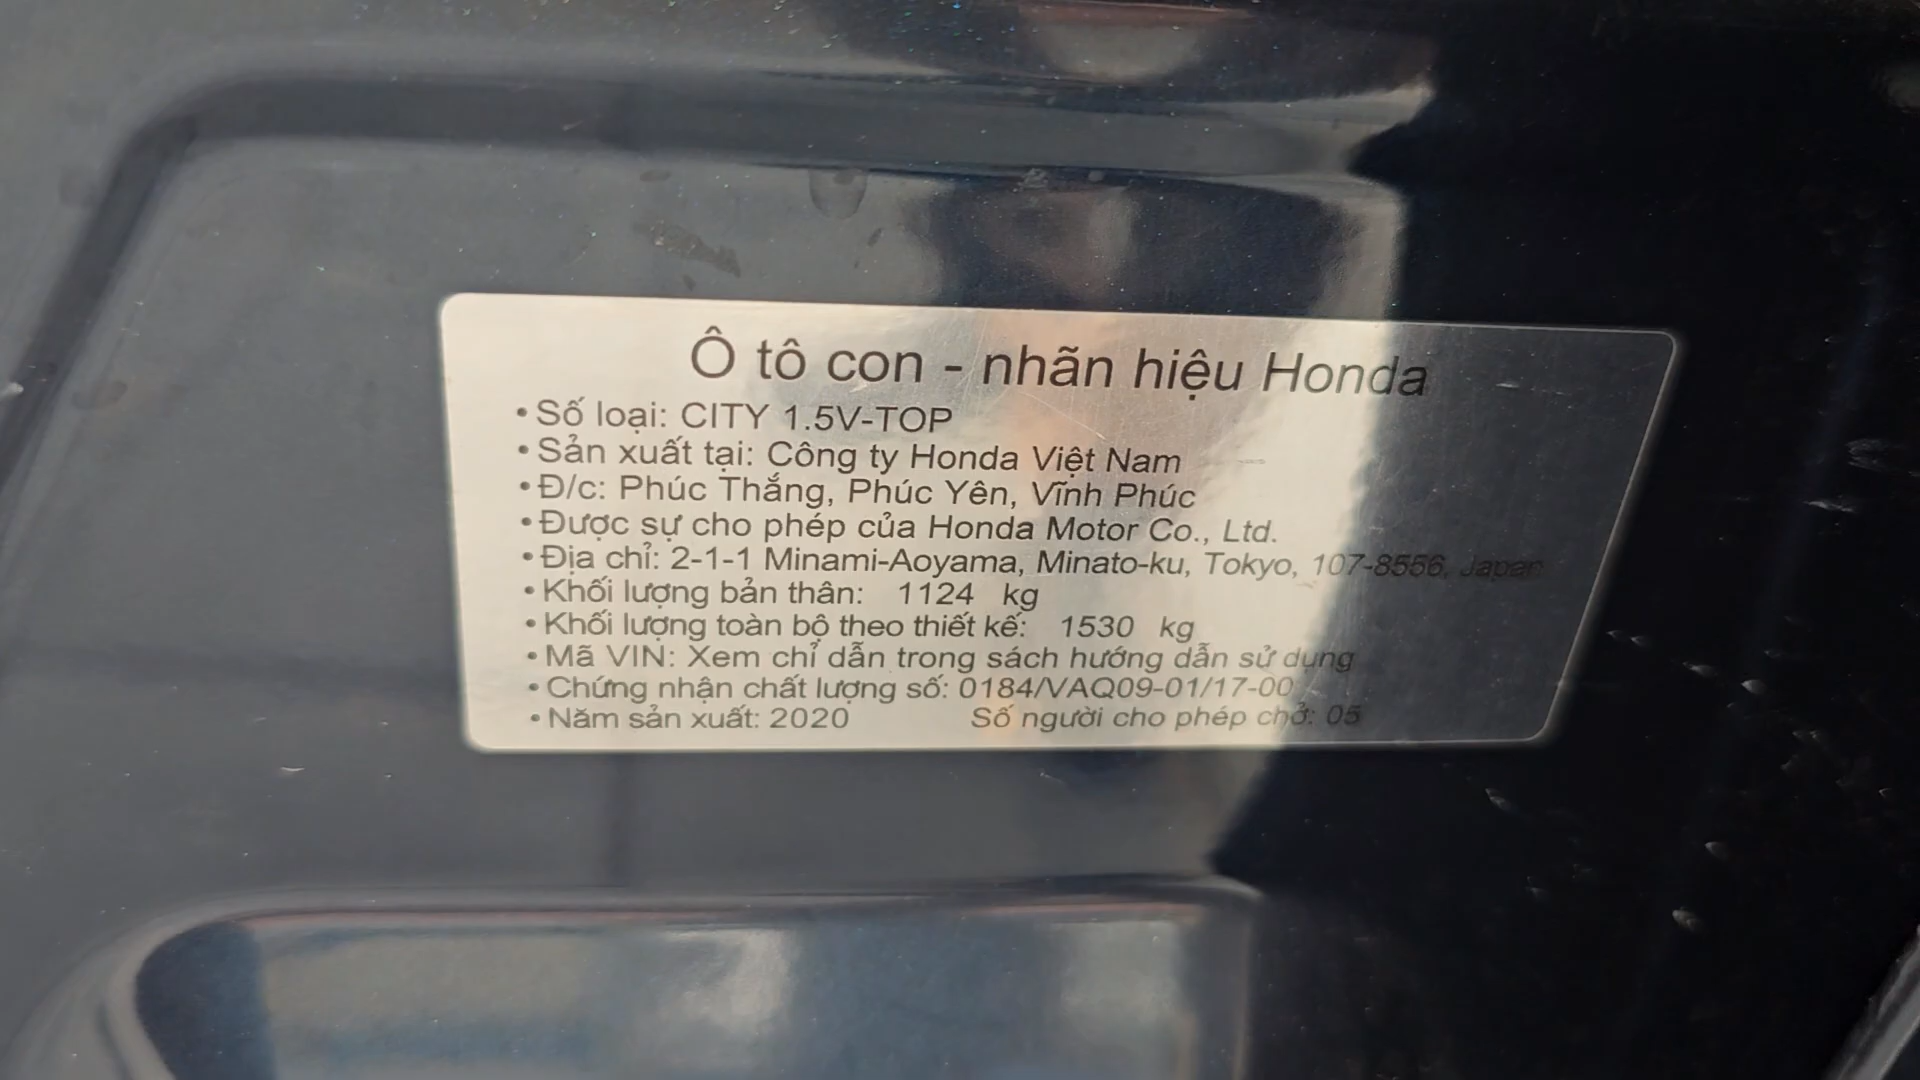 Ô tô con - nhãn hiệu Honda
• Số loại: CITY 1.5V-TOP
• Sản xuất tại: Công ty Honda Việt Nam
• Đ/c: Phúc Thắng, Phúc Yên, Vĩnh Phúc
• Được sự cho phép của Honda Motor Co., Ltd.
• Địa chỉ: 2-1-1 Minami-Aoyama, Minato-ku, Tokyo, 107-8556, Japan
• Khối lượng bản thân: 1124 kg
• Khối lượng toàn bộ theo thiết kế: 1530 kg
• Mã VIN: Xem chỉ dẫn trong sách hướng dẫn sử dụng
• Chứng nhận chất lượng số: 0184/VAQ09-01/17-00
• Năm sản xuất: 2020 Số người cho phép chở: 05